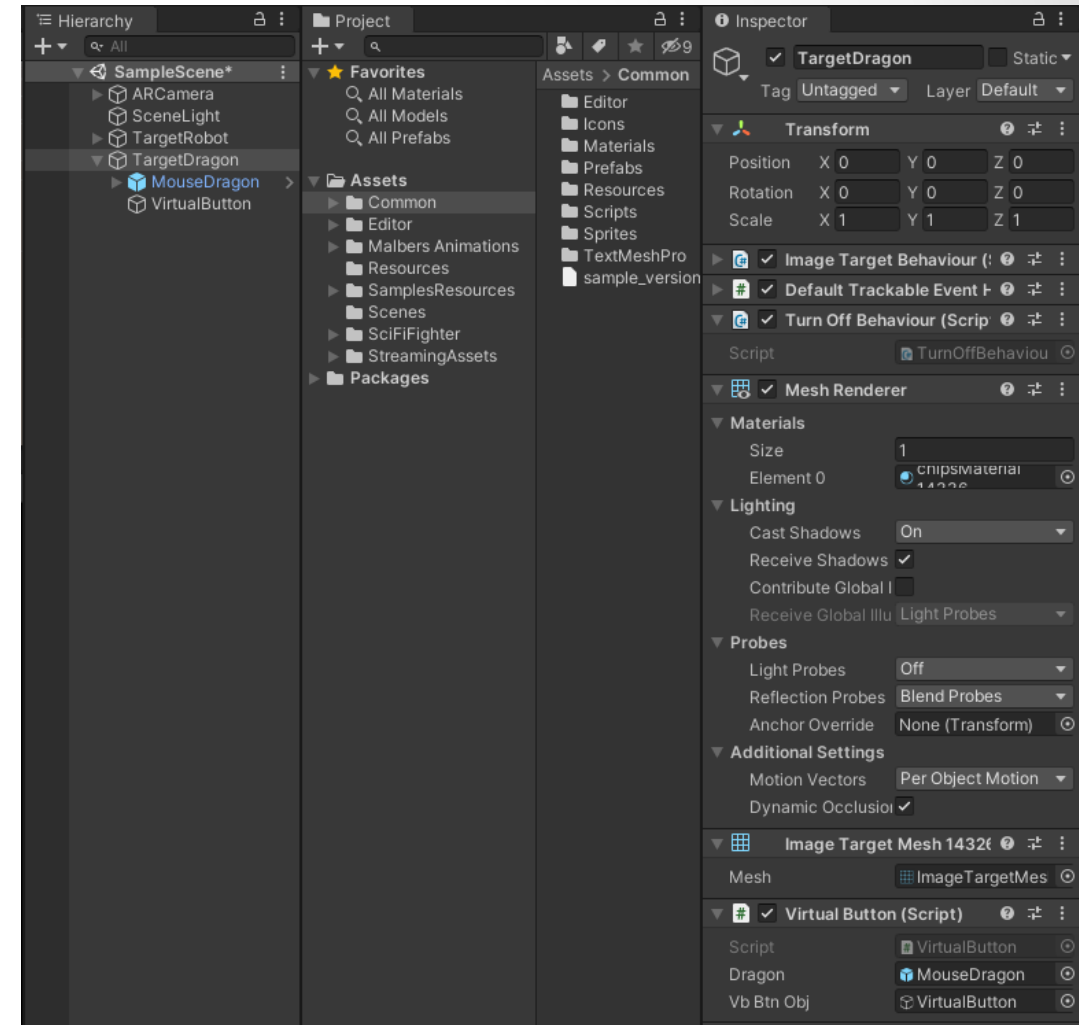 Hierarchy
All
SampleScene*
ARCamera
SceneLight
TargetRobot
TargetDragon
MouseDragon
VirtualButton
Project
9
Favorites
All Materials
All Models
All Prefabs
Assets
Common
Editor
Malbers Animations
Resources
SamplesResources
Scenes
SciFiFighter
StreamingAssets
Packages
Assets > Common
Editor
Icons
Materials
Prefabs
Resources
Scripts
Sprites
TextMeshPro
sample_version
Inspector
TargetDragon Static
Tag Untagged Layer Default
Transform
Position X 0 Y 0 Z 0
Rotation X 0 Y 0 Z 0
Scale X 1 Y 1 Z 1
Image Target Behaviour (
Default Trackable Event H
Turn Off Behaviour (Scrip
Script TurnOffBehaviou
Mesh Renderer
Materials
Size 1
Element 0 chipsMaterial
14326
Lighting
Cast Shadows On
Receive Shadows
Contribute Global I
Receive Global Illu Light Probes
Probes
Light Probes Off
Reflection Probes Blend Probes
Anchor Override None (Transform)
Additional Settings
Motion Vectors Per Object Motion
Dynamic Occlusio
Image Target Mesh 14326
Mesh ImageTargetMes
Virtual Button (Script)
Script VirtualButton
Dragon MouseDragon
Vb Btn Obj VirtualButton